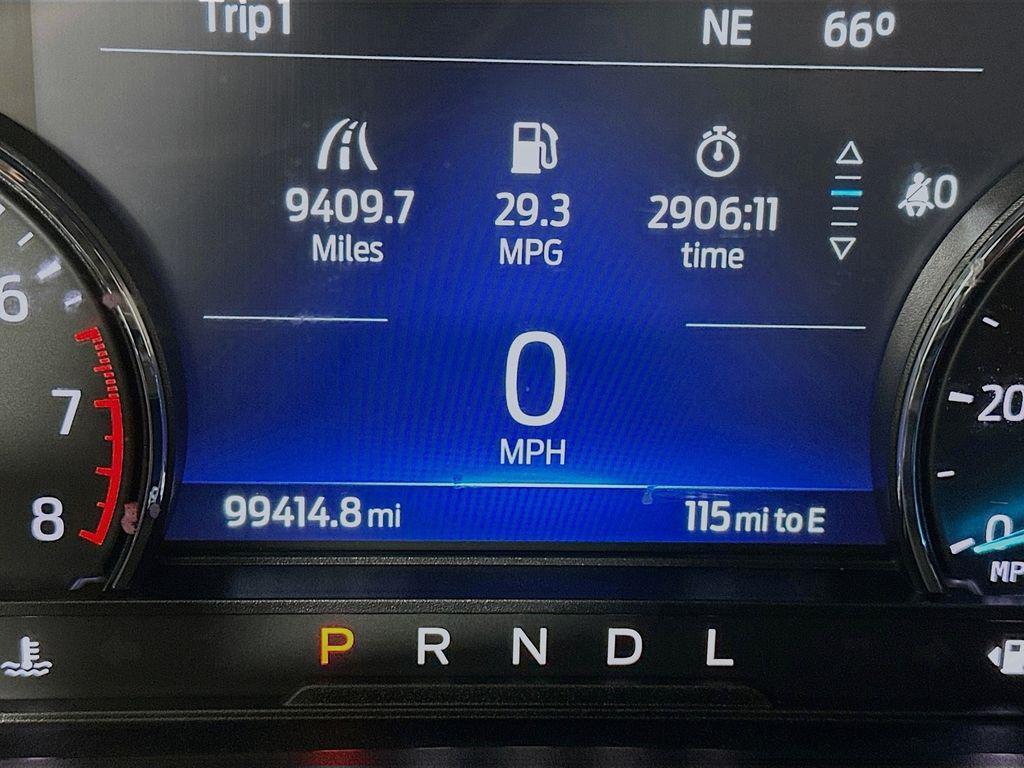 Trip 1 NE 66°
9409.7 29.3 2906:11 0
Miles MPG time
6
7
8
0
MPH
99414.8 mi 115 mi to E
20
0
MP
P R N D L